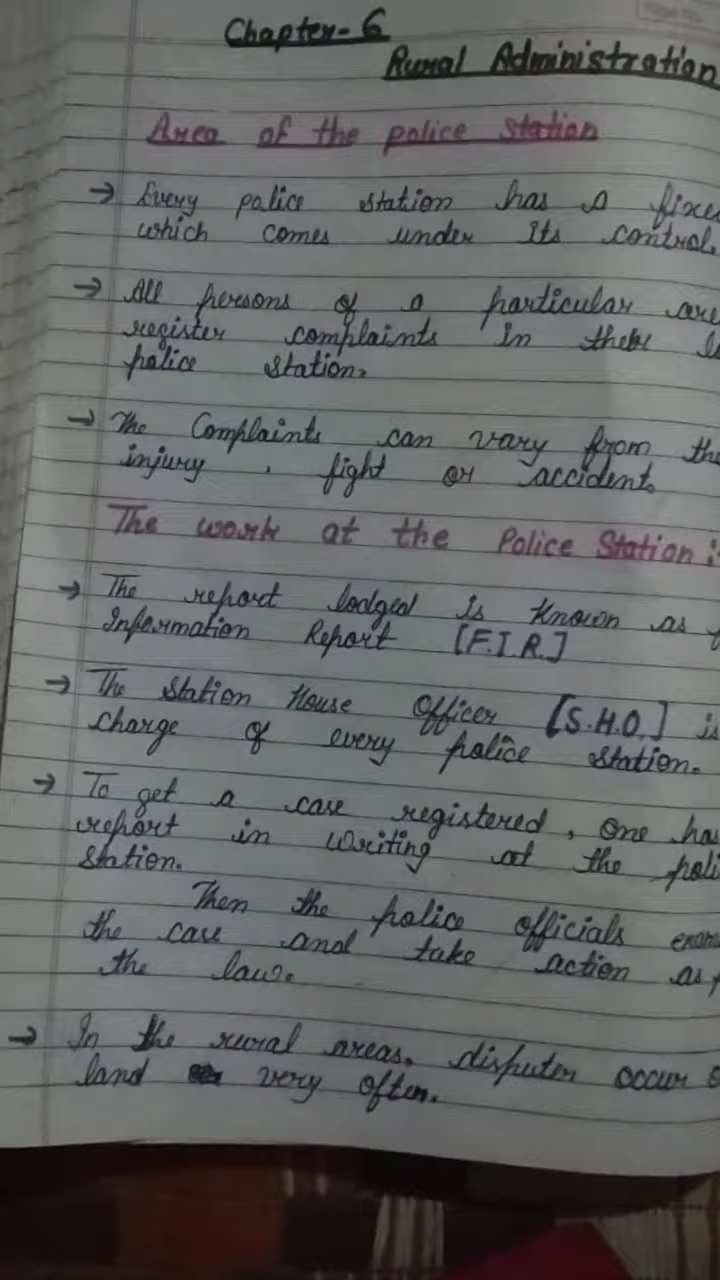 Chapter-6
Rural Administration
Area of the police station
→ Every police station has a
which comes under its control.
→ All persons of a particular
register complaints in their
police station.
→ The Complaints can vary from the
injury, fight or accident.
The work at the Police Station:
→ The report lodged is known as
Information Report [F.I.R.]
→ The Station House Officer [S.H.O.] is
charge of every police station.
→ To get a case registered, one has
report in writing at the
station.
Then the police officials
the case and take action as
the law.
→ In the rural areas, disputes occur
land very often.